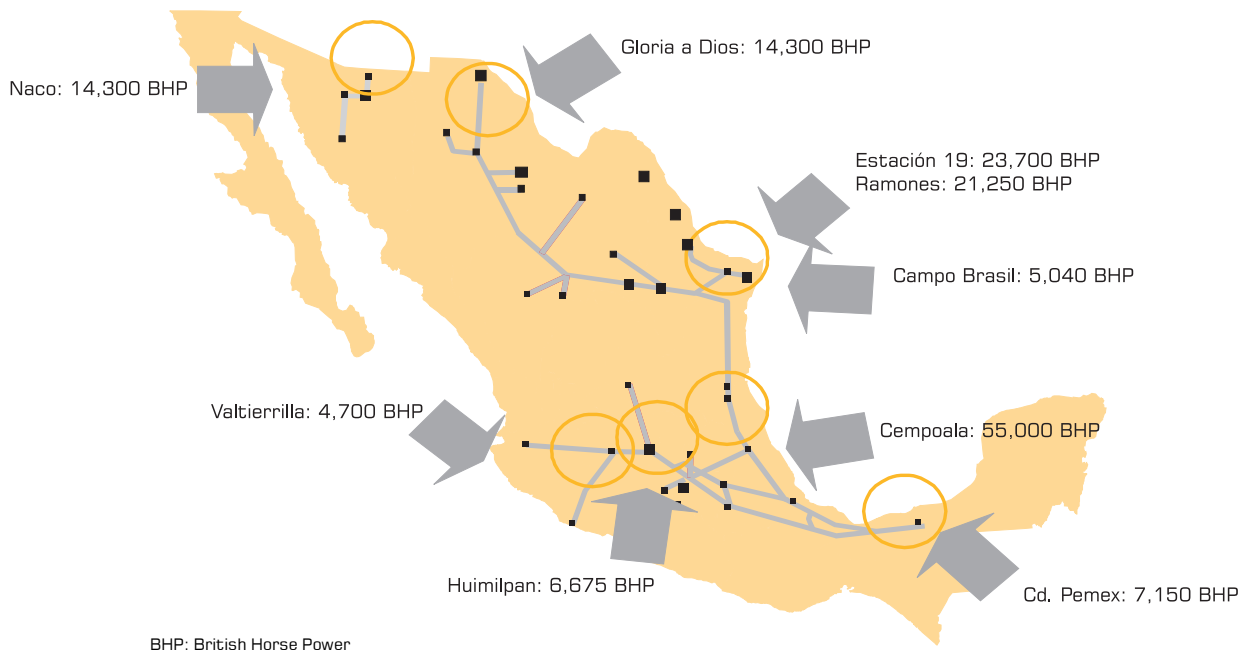 Gloria a Dios: 14,300 BHP
Naco: 14,300 BHP
Estación 19: 23,700 BHP
Ramones: 21,250 BHP
Campo Brasil: 5,040 BHP
Valtierrilla: 4,700 BHP
Cempoala: 55,000 BHP
Huimilpan: 6,675 BHP
Cd. Pemex: 7,150 BHP
BHP: British Horse Power